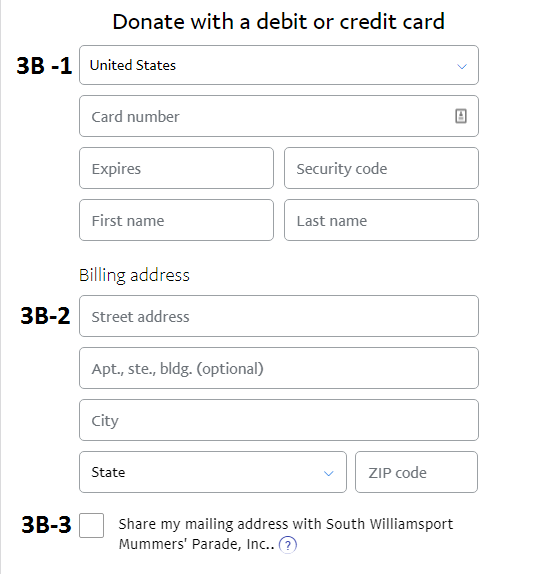 Donate with a debit or credit card
3B -1 United States
Card number
Expires Security code
First name Last name
Billing address
3B-2 Street address
Apt., ste., bldg. (optional)
City
State ZIP code
3B-3 Share my mailing address with South Williamsport
Mummers' Parade, Inc.. ?